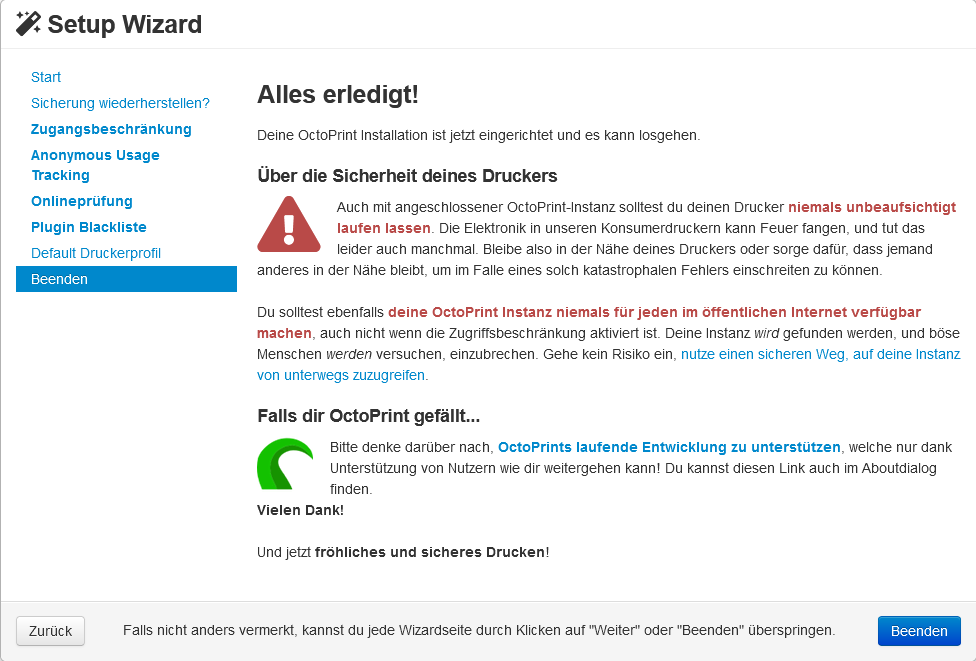 Setup Wizard
Start
Sicherung wiederherstellen?
Zugangsbeschränkung
Anonymous Usage
Tracking
Onlineprüfung
Plugin Blackliste
Default Druckerprofil
Beenden
Alles erledigt!
Deine OctoPrint Installation ist jetzt eingerichtet und es kann losgehen.
Über die Sicherheit deines Druckers
Auch mit angeschlossener OctoPrint-Instanz solltest du deinen Drucker niemals unbeaufsichtigt
laufen lassen. Die Elektronik in unseren Konsumerdruckern kann Feuer fangen, und tut das
leider auch manchmal. Bleibe also in der Nähe deines Druckers oder sorge dafür, dass jemand
anderes in der Nähe bleibt, um im Falle eines solch katastrophalen Fehlers einschreiten zu können.
Du solltest ebenfalls deine OctoPrint Instanz niemals für jeden im öffentlichen Internet verfügbar
machen, auch nicht wenn die Zugriffsbeschränkung aktiviert ist. Deine Instanz wird gefunden werden, und böse
Menschen werden versuchen, einzubrechen. Gehe kein Risiko ein, nutze einen sicheren Weg, auf deine Instanz
von unterwegs zuzugreifen.
Falls dir OctoPrint gefällt...
Bitte denke darüber nach, OctoPrints laufende Entwicklung zu unterstützen, welche nur dank
Unterstützung von Nutzern wie dir weitergehen kann! Du kannst diesen Link auch im Aboutdialog
finden.
Vielen Dank!
Und jetzt fröhliches und sicheres Drucken!
Zurück
Falls nicht anders vermerkt, kannst du jede Wizardseite durch Klicken auf "Weiter" oder "Beenden" überspringen.
Beenden